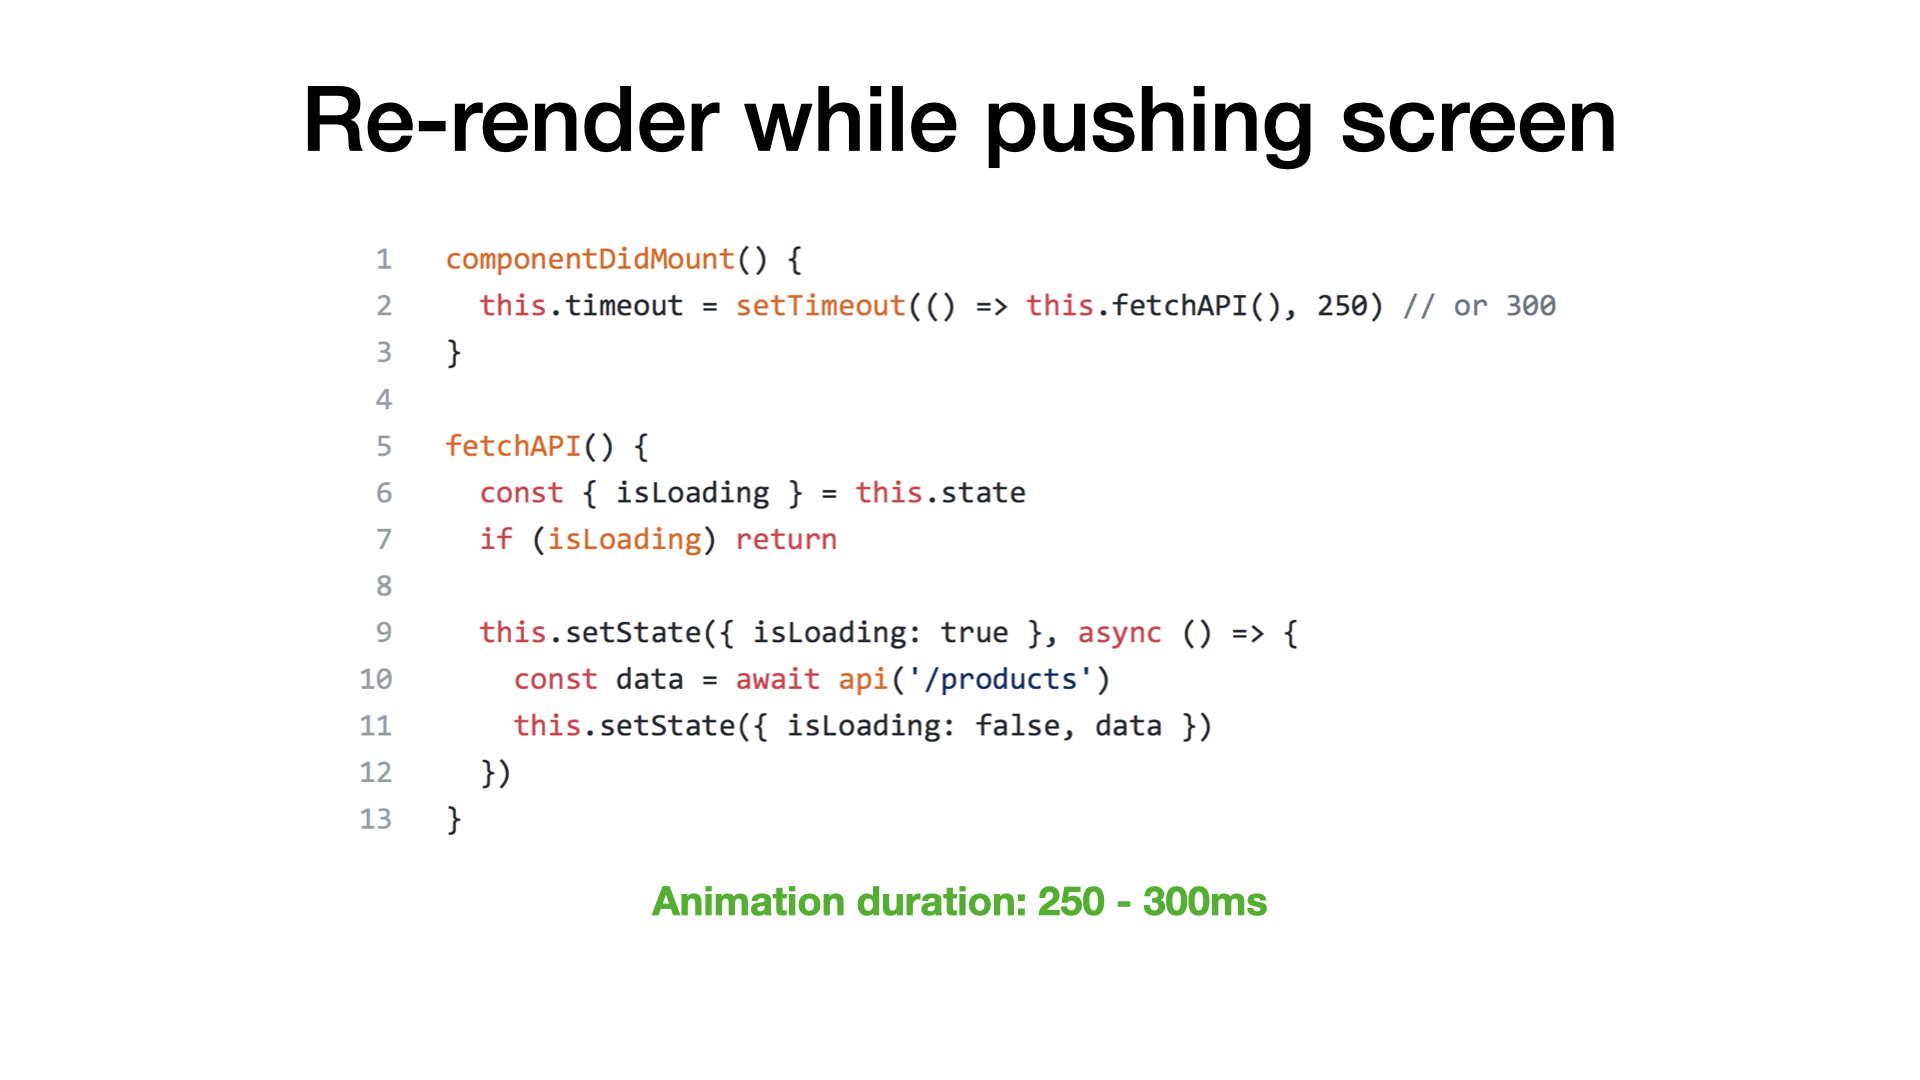 Re-render while pushing screen
1 componentDidMount() {
2 this.timeout = setTimeout(() => this.fetchAPI(), 250) // or 300
3 }
4
5 fetchAPI() {
6 const { isLoading } = this.state
7 if (isLoading) return
8
9 this.setState({ isLoading: true }, async () => {
10 const data = await api('/products')
11 this.setState({ isLoading: false, data })
12 })
13 }
Animation duration: 250 - 300ms